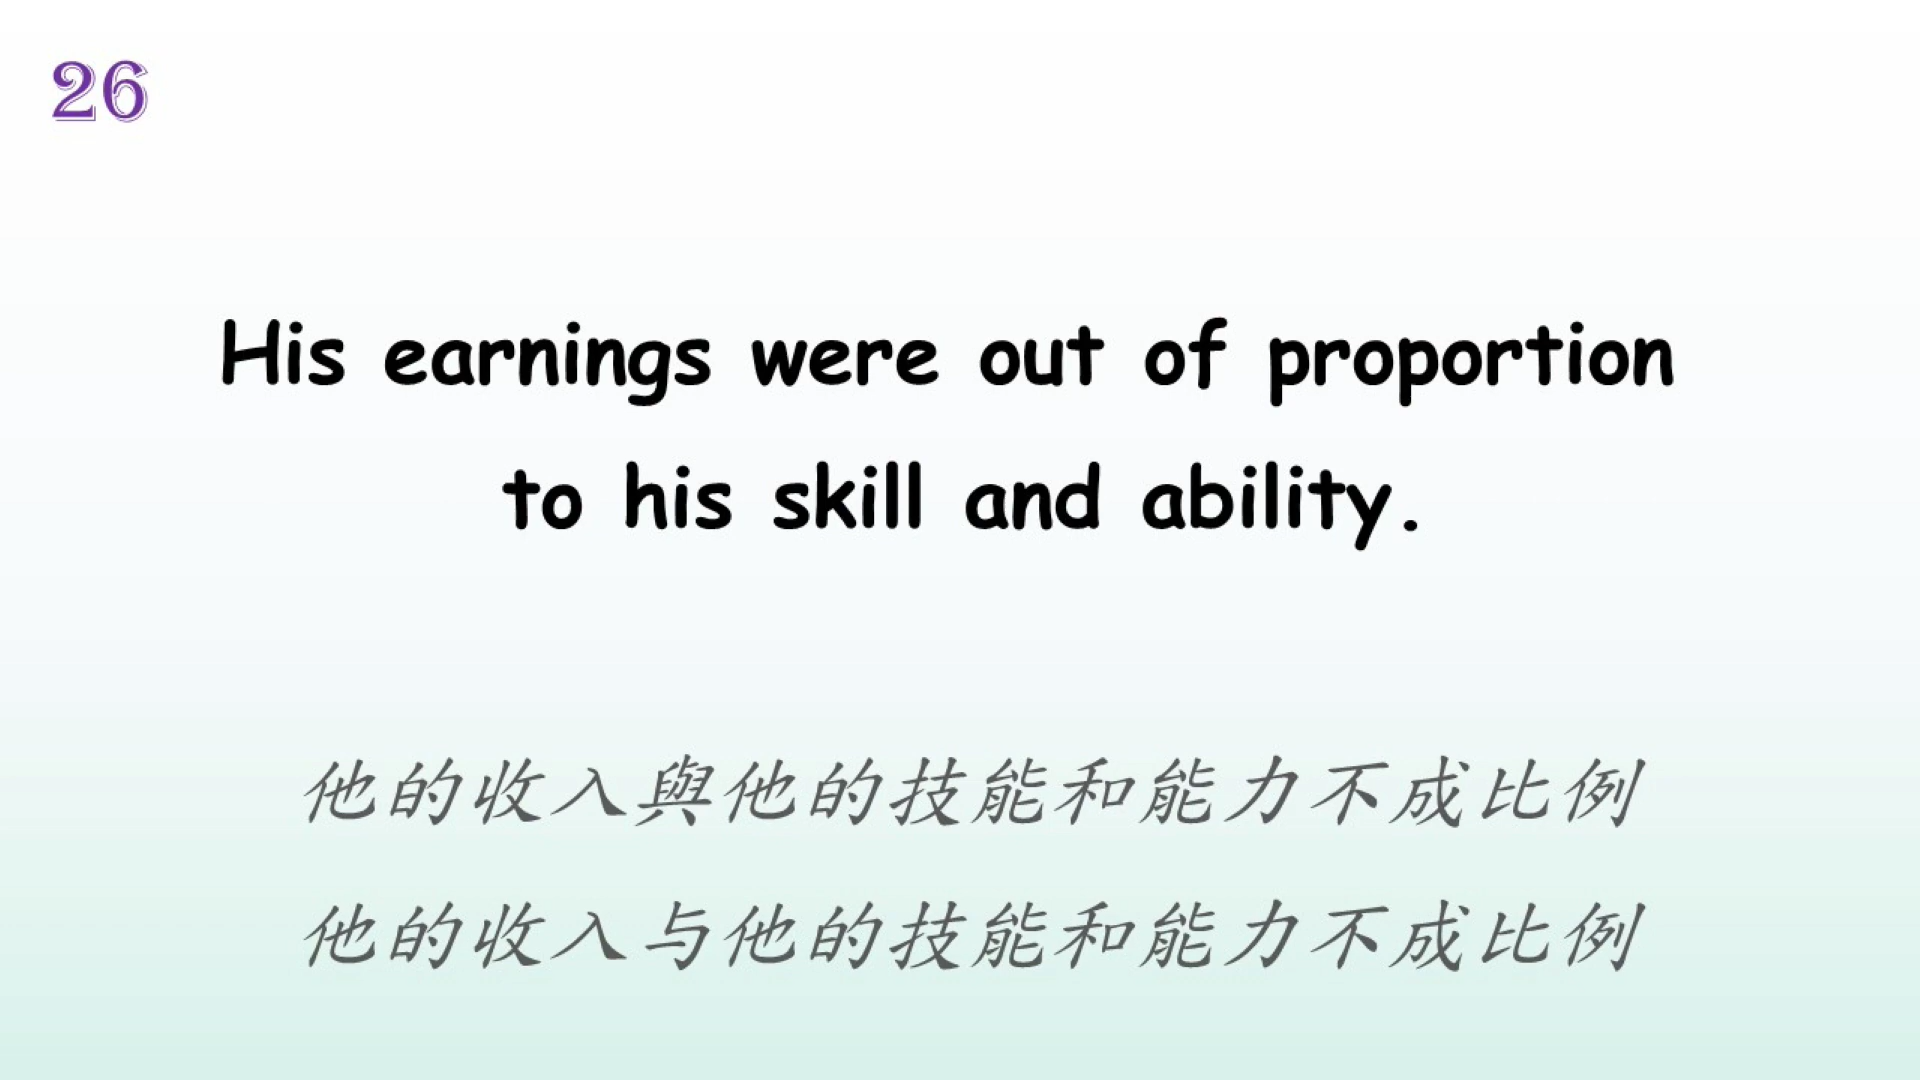 26
His earnings were out of proportion
to his skill and ability.
他的收入與他的技能和能力不成比例
他的收入与他的技能和能力不成比例